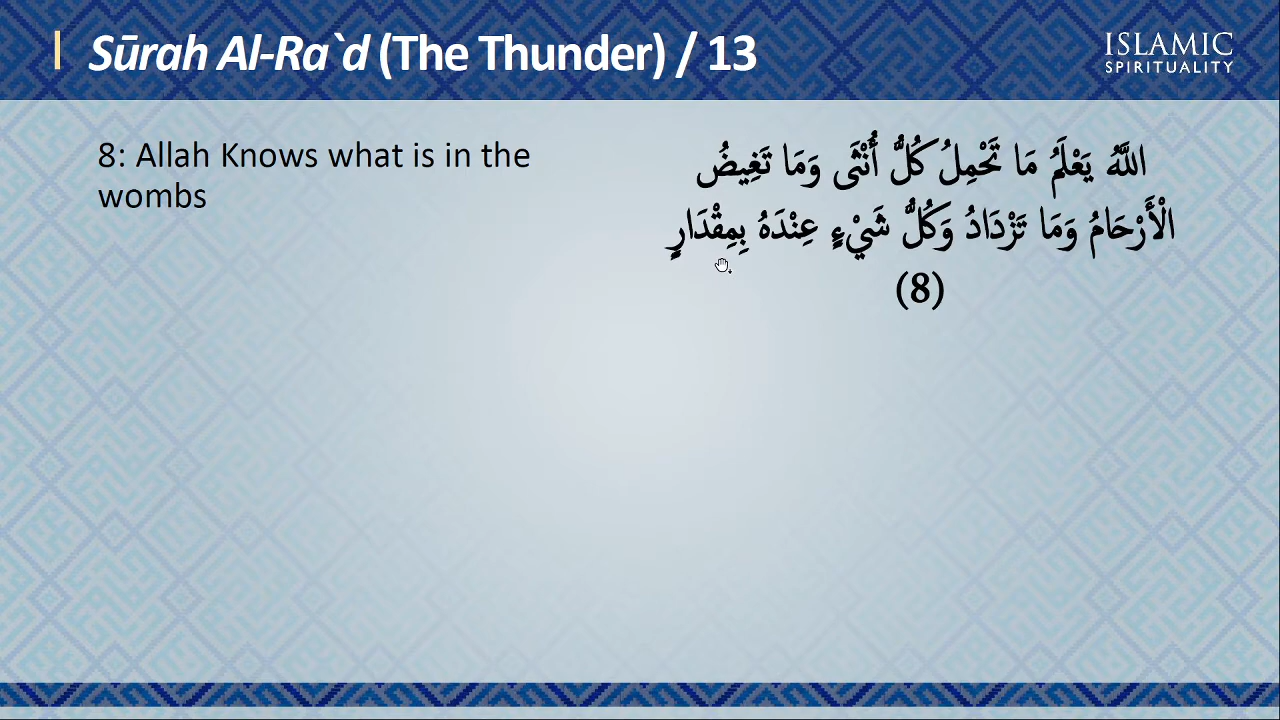 Sūrah Al-Ra`d (The Thunder) / 13
ISLAMIC
SPIRITUALITY
8: Allah Knows what is in the
wombs
اللَّهُ يَعْلَمُ مَا تَحْمِلُ كُلُّ أُنْثَى وَمَا تَغِيضُ
الْأَرْحَامُ وَمَا تَزْدَادُ وَكُلُّ شَيْءٍ عِنْدَهُ بِمِقْدَارٍ
(8)